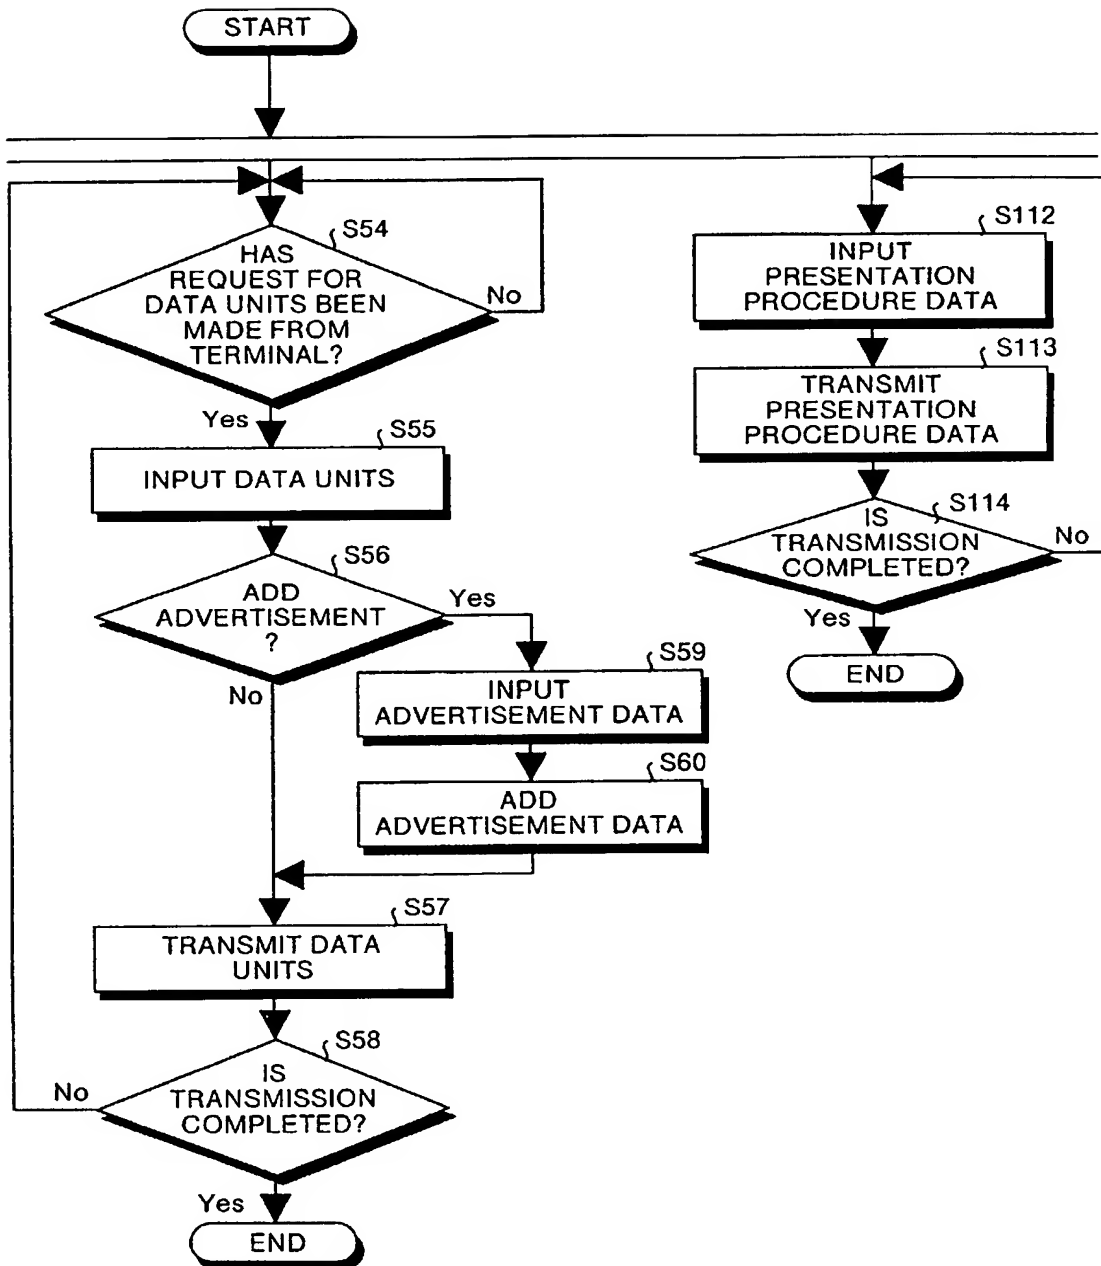 START
S54
HAS
REQUEST FOR
DATA UNITS BEEN
MADE FROM
TERMINAL?
No
Yes
S55
INPUT DATA UNITS
S56
ADD
ADVERTISEMENT
?
Yes
No
S59
INPUT
ADVERTISEMENT DATA
S60
ADD
ADVERTISEMENT DATA
S57
TRANSMIT DATA
UNITS
S58
IS
TRANSMISSION
COMPLETED?
No
Yes
END
S112
INPUT
PRESENTATION
PROCEDURE DATA
S113
TRANSMIT
PRESENTATION
PROCEDURE DATA
S114
IS
TRANSMISSION
COMPLETED?
No
Yes
END